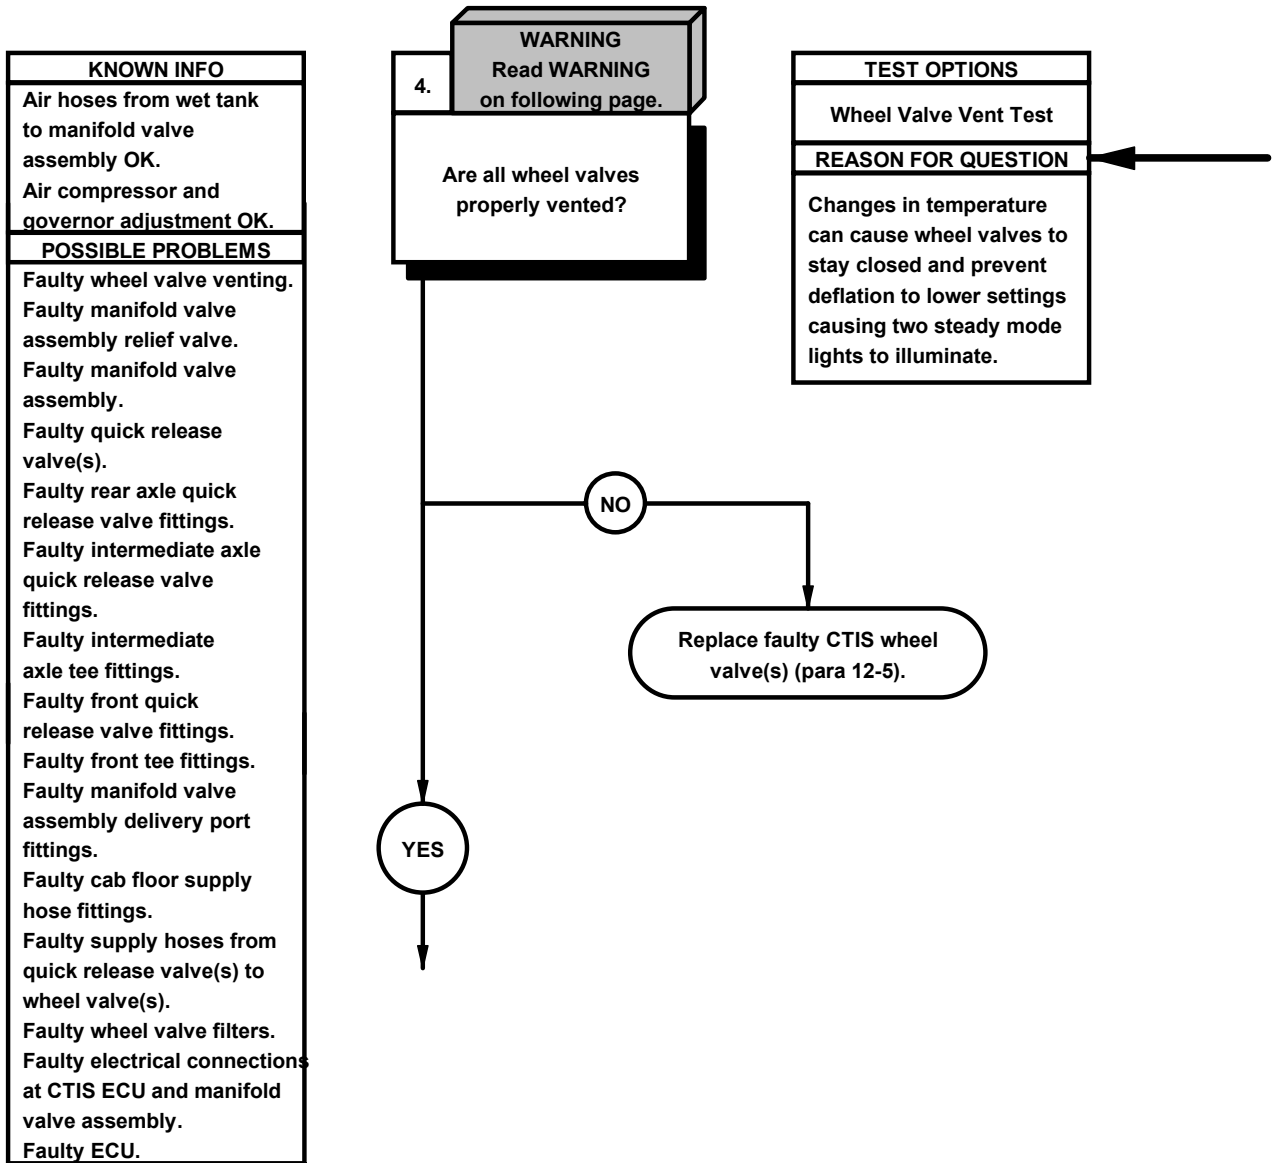 KNOWN INFO
Air hoses from wet tank
to manifold valve
assembly OK.
Air compressor and
governor adjustment OK.
POSSIBLE PROBLEMS
Faulty wheel valve venting.
Faulty manifold valve
assembly relief valve.
Faulty manifold valve
assembly.
Faulty quick release
valve(s).
Faulty rear axle quick
release valve fittings.
Faulty intermediate axle
quick release valve
fittings.
Faulty intermediate
axle tee fittings.
Faulty front quick
release valve fittings.
Faulty front tee fittings.
Faulty manifold valve
assembly delivery port
fittings.
Faulty cab floor supply
hose fittings.
Faulty supply hoses from
quick release valve(s) to
wheel valve(s).
Faulty wheel valve filters.
Faulty electrical connections
at CTIS ECU and manifold
valve assembly.
Faulty ECU.
WARNING
Read WARNING
on following page.
4.
Are all wheel valves
properly vented?
NO
Replace faulty CTIS wheel
valve(s) (para 12-5).
YES
TEST OPTIONS
Wheel Valve Vent Test
REASON FOR QUESTION
Changes in temperature
can cause wheel valves to
stay closed and prevent
deflation to lower settings
causing two steady mode
lights to illuminate.